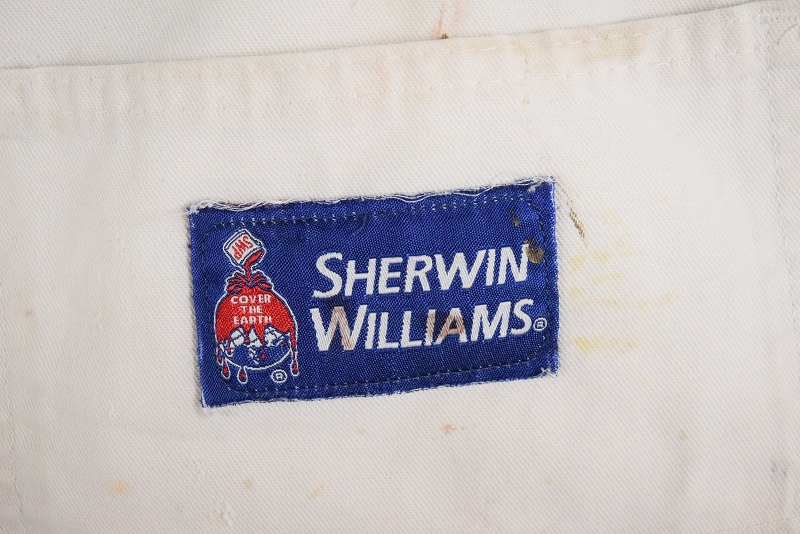 SWP
COVER
THE
EARTH
®
SHERWIN
WILLIAMS®